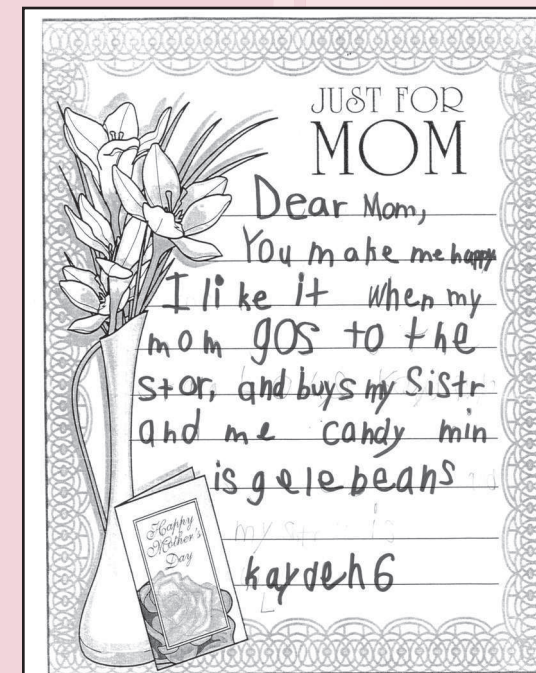 JUST FOR
MOM
Dear Mom,
You make me happy
I like it when my
mom gos to the
stor, and buys my Sistr
and me candy min
is gelebeans
kayden 6
Happy
Mother's
Day